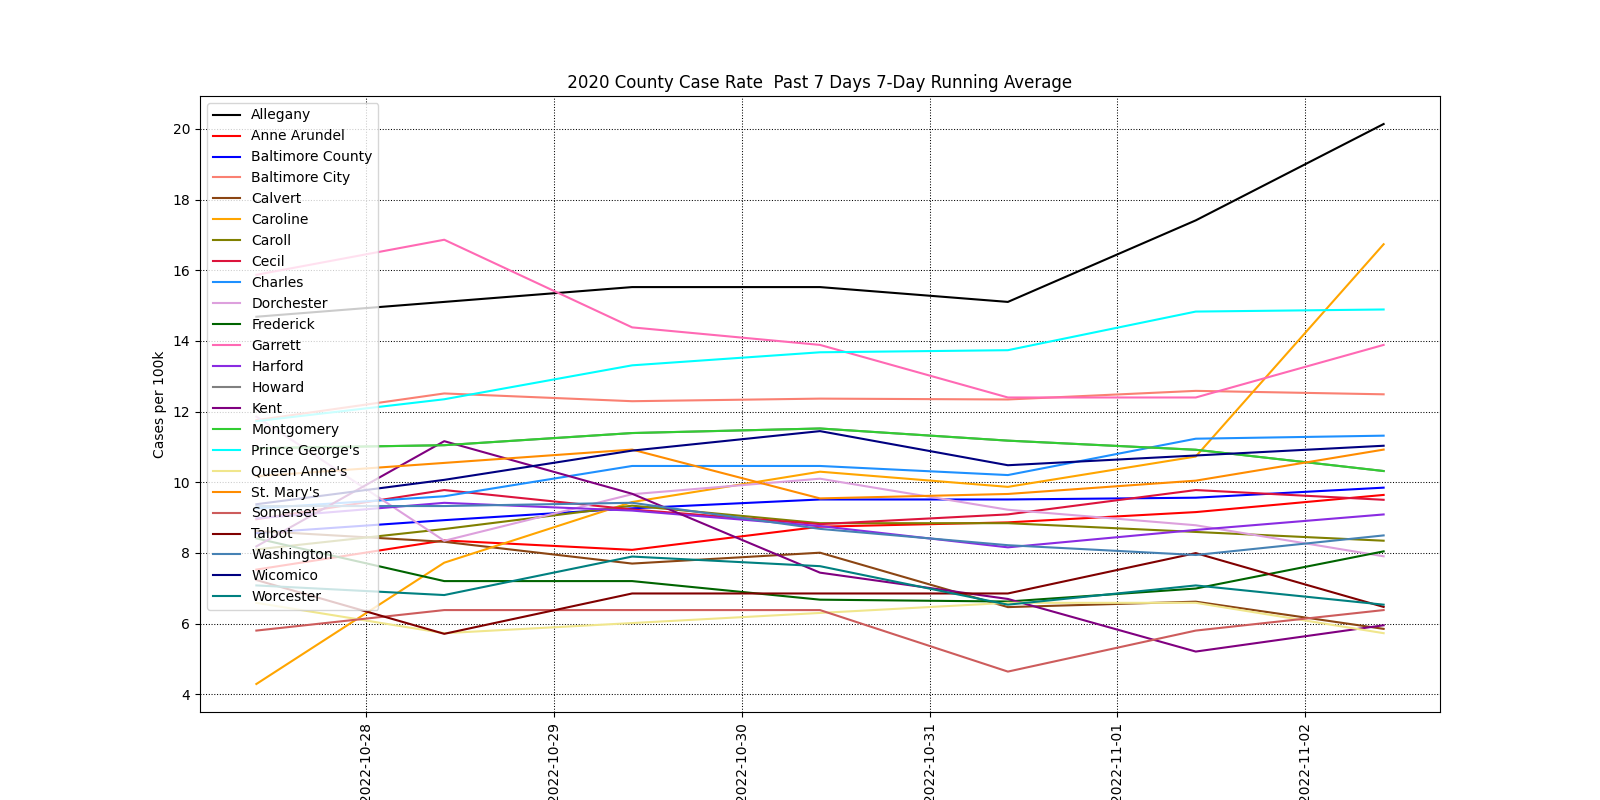 2020 County Case Rate  Past 7 Days 7-Day Running Average
Cases per 100k
20
18
16
14
12
10
8
6
4
Allegany
Anne Arundel
Baltimore County
Baltimore City
Calvert
Caroline
Caroll
Cecil
Charles
Dorchester
Frederick
Garrett
Harford
Howard
Kent
Montgomery
Prince George's
Queen Anne's
St. Mary's
Somerset
Talbot
Washington
Wicomico
Worcester
2022-10-28
2022-10-29
2022-10-30
2022-10-31
2022-11-01
2022-11-02